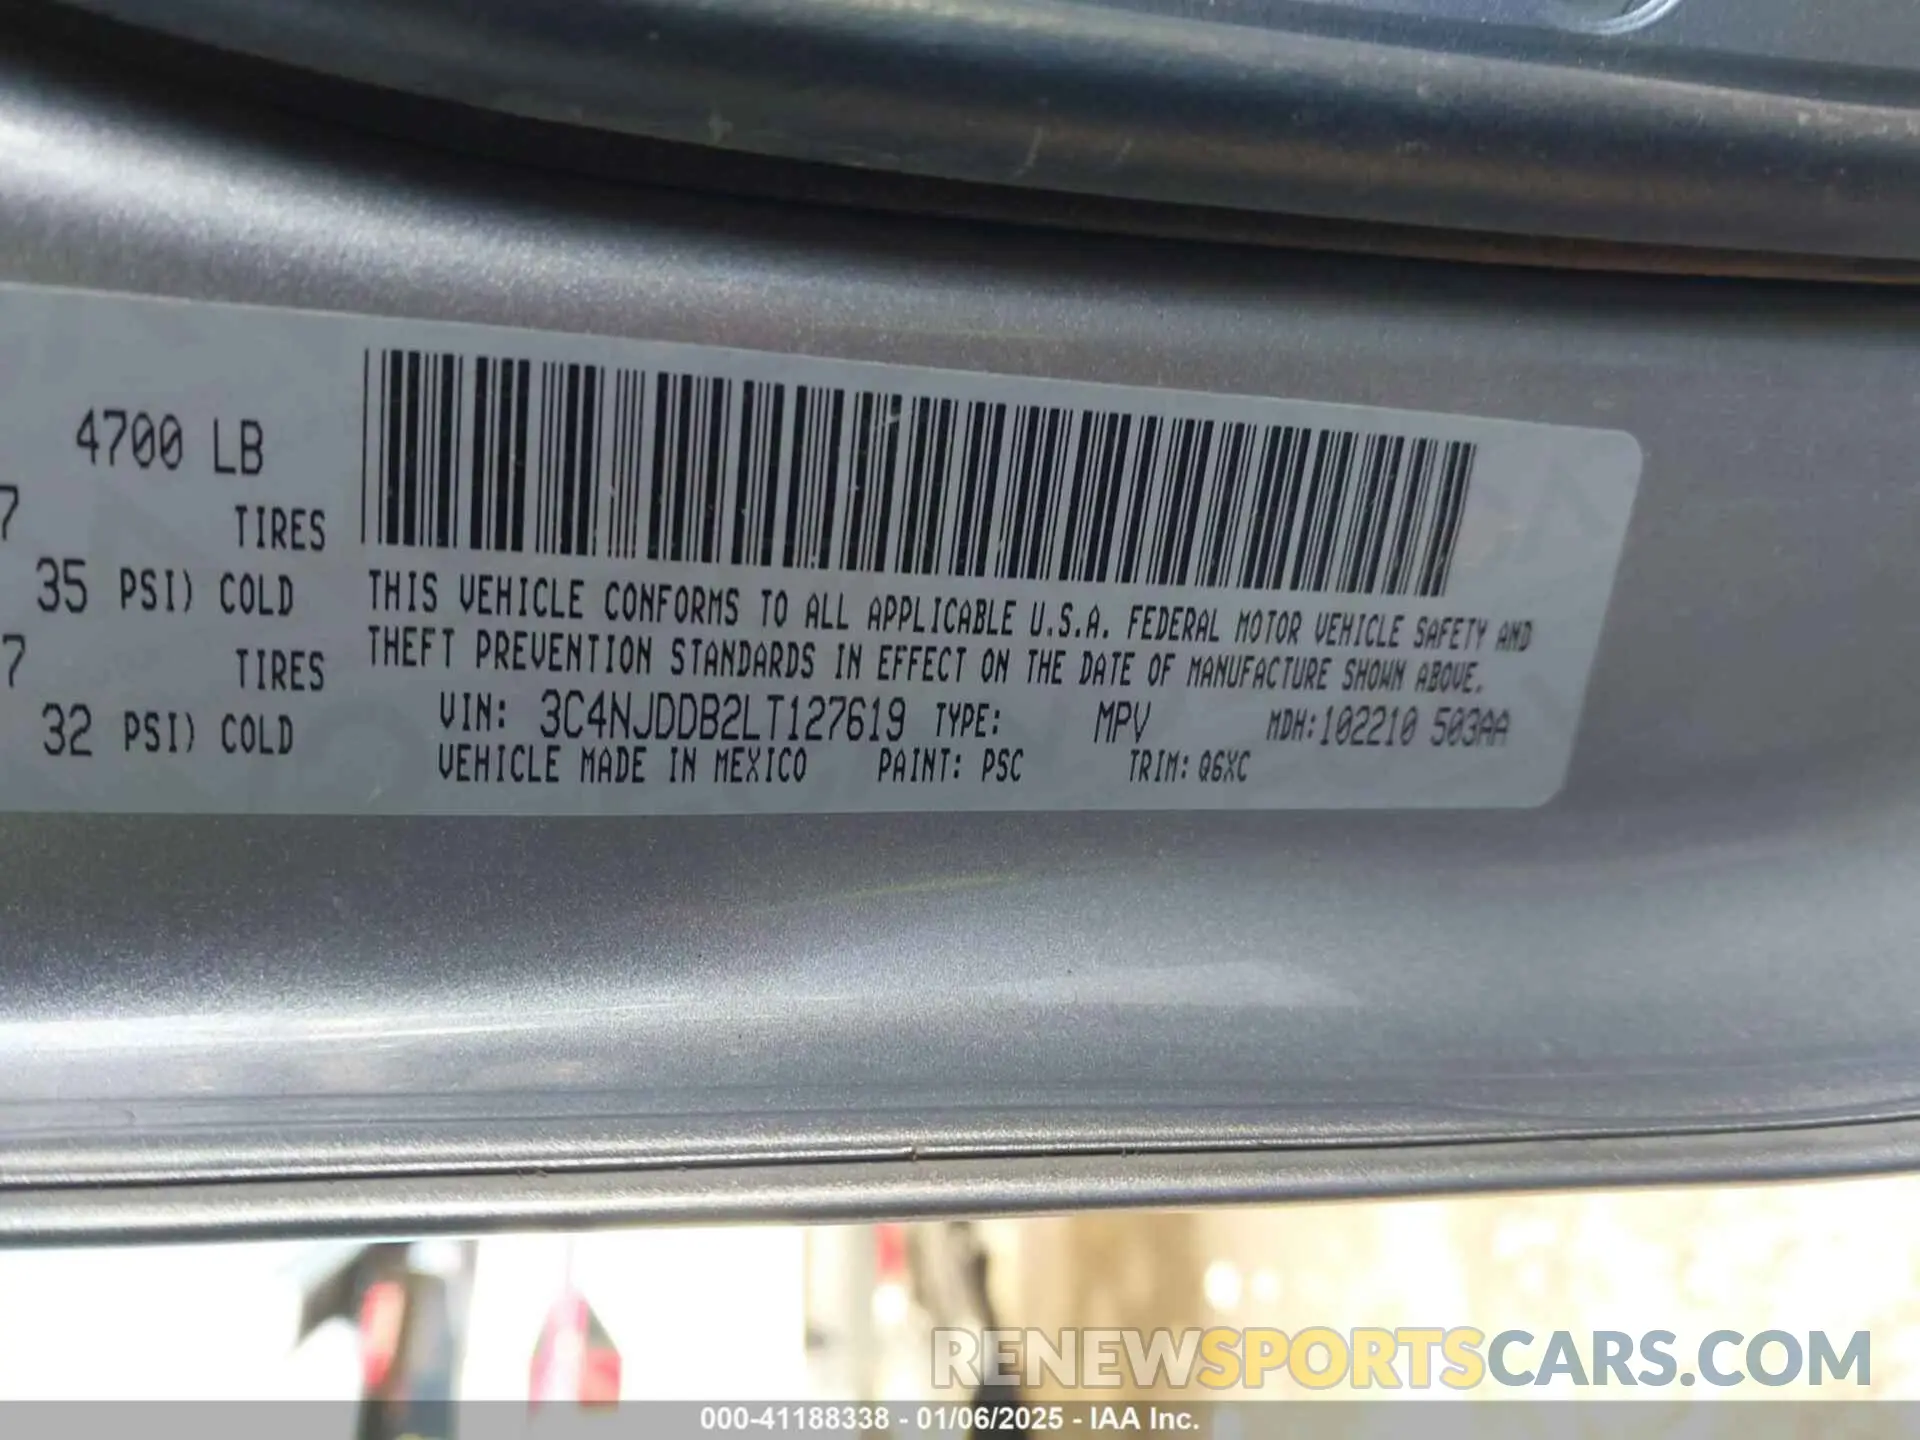 4700 LB
7 TIRES
35 PSI) COLD
7 TIRES
32 PSI) COLD
THIS VEHICLE CONFORMS TO ALL APPLICABLE U.S.A. FEDERAL MOTOR VEHICLE SAFETY AND
THEFT PREVENTION STANDARDS IN EFFECT ON THE DATE OF MANUFACTURE SHOWN ABOVE.
VIN: 3C4NJDDB2LT127619 TYPE: MPV MDH:102210 503AA
VEHICLE MADE IN MEXICO PAINT: PSC TRIM: Q6XC
RENEWSPORTSCARS.COM
000-41188338 - 01/06/2025 - IAA Inc.